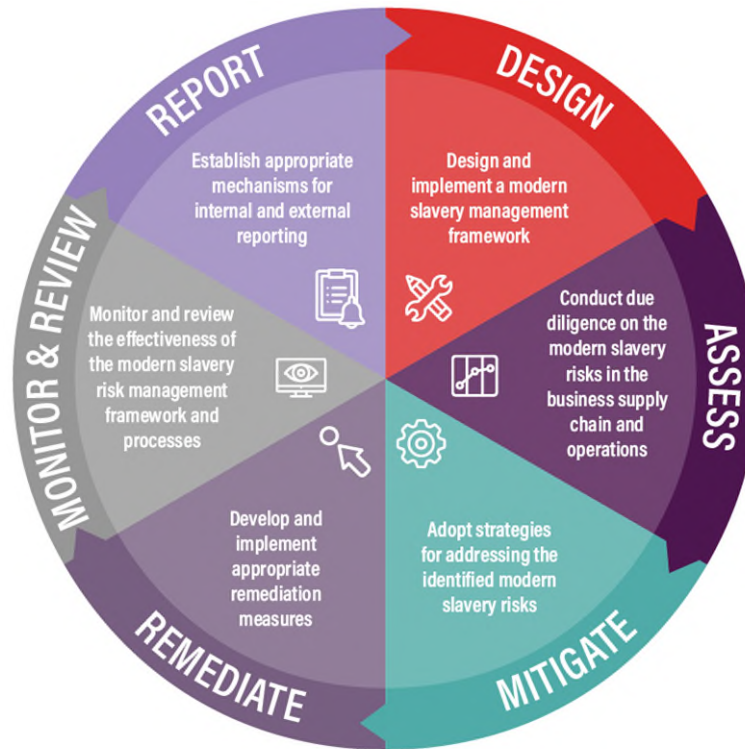 DESIGN
Design and
implement a modern
slavery management
framework
ASSESS
Conduct due
diligence on the
modern slavery
risks in the
business supply
chain and
operations
MITIGATE
Adopt strategies
for addressing the
identified modern
slavery risks
REMEDIATE
Develop and
implement
appropriate
remediation
measures
MONITOR & REVIEW
Monitor and review
the effectiveness of
the modern slavery
risk management
framework and
processes
REPORT
Establish appropriate
mechanisms for
internal and external
reporting